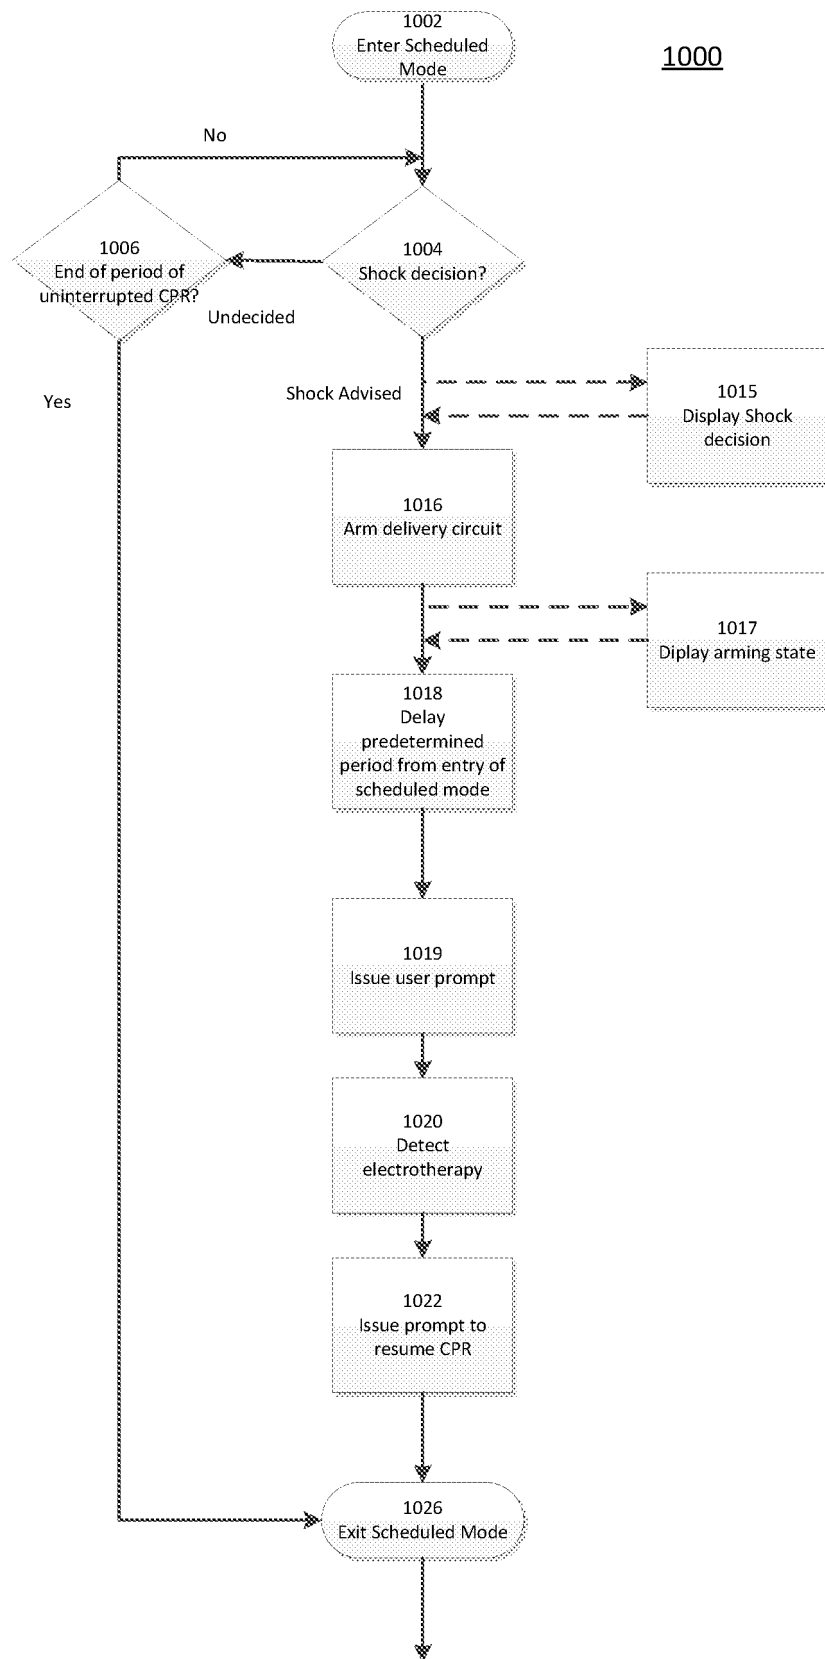 1002
Enter Scheduled
Mode
1000
No
1006
End of period of
uninterrupted CPR?
1004
Shock decision?
Undecided
Yes
Shock Advised
1015
Display Shock
decision
1016
Arm delivery circuit
1017
Diplay arming state
1018
Delay
predetermined
period from entry of
scheduled mode
1019
Issue user prompt
1020
Detect
electrotherapy
1022
Issue prompt to
resume CPR
1026
Exit Scheduled Mode